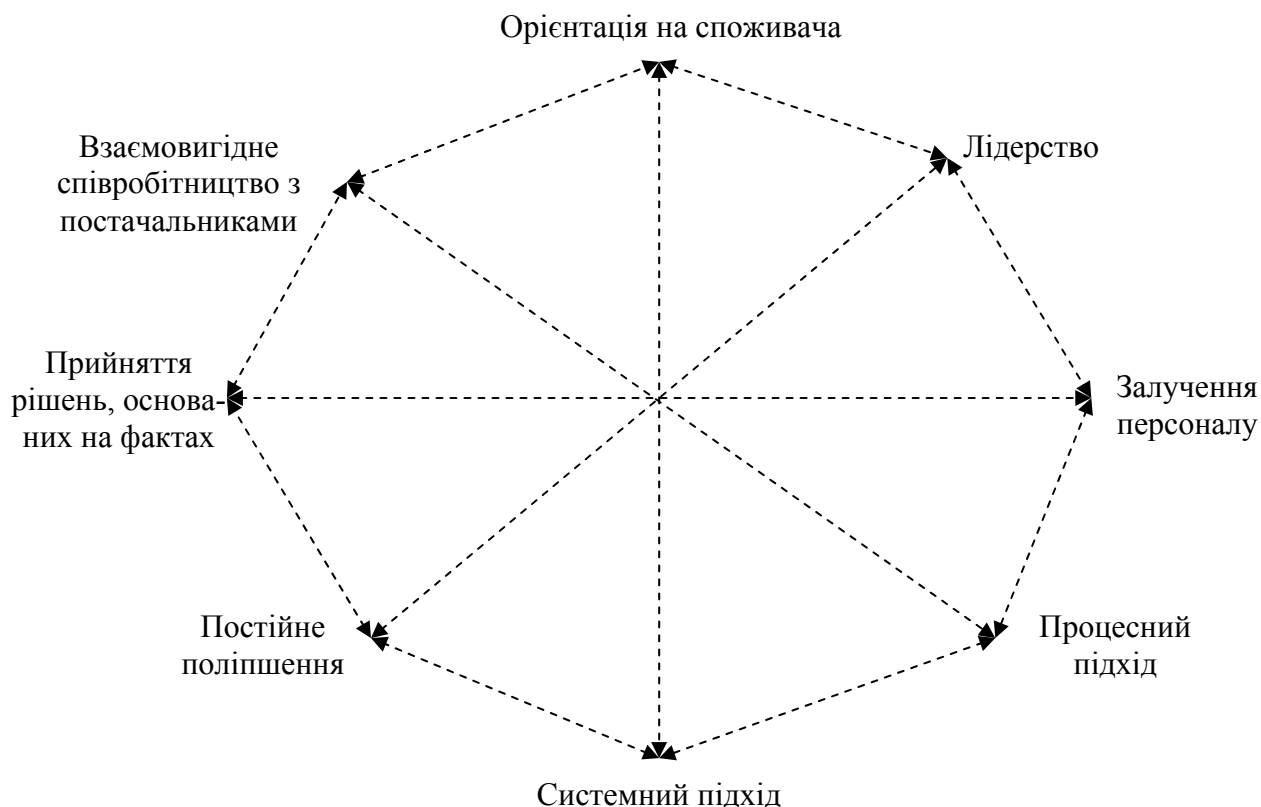 Орієнтація на споживача
Взаємовигідне
співробітництво з
постачальниками
Лідерство
Прийняття
рішень, основа-
них на фактах
Залучення
персоналу
Постійне
поліпшення
Процесний
підхід
Системний підхід